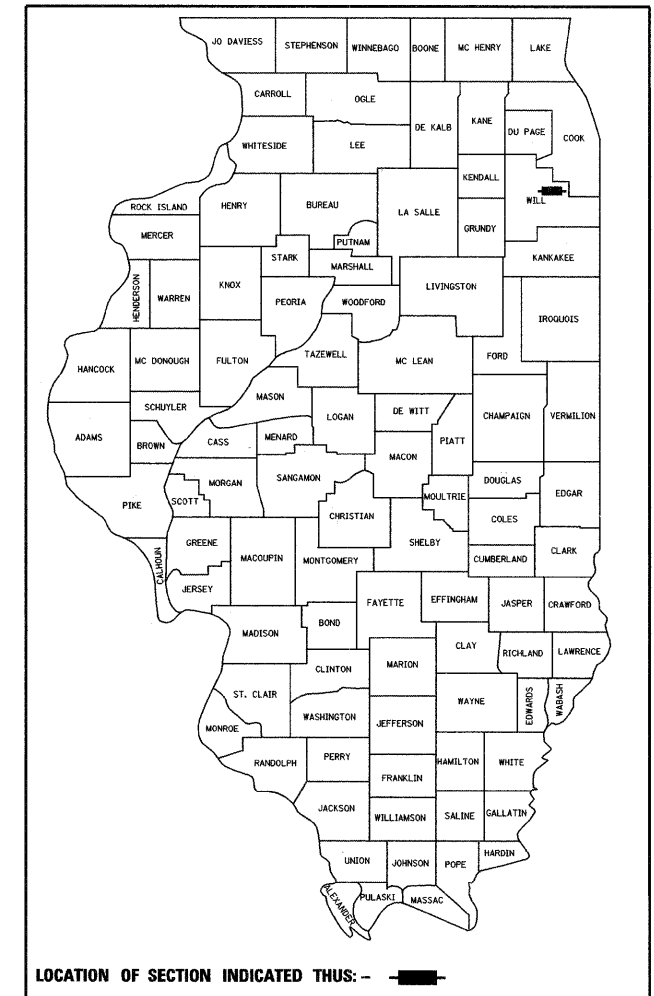 JO DAVIESS STEPHENSON WINNEBAGO BOONE MC HENRY LAKE
CARROLL OGLE
DE KALB KANE DU PAGE COOK
WHITESIDE LEE
KENDALL
ROCK ISLAND HENRY BUREAU LA SALLE WILL
MERCER PUTNAM GRUNDY
STARK MARSHALL KANKAKEE
HENDERSON WARREN KNOX PEORIA WOODFORD LIVINGSTON IROQUOIS
HANCOCK MC DONOUGH FULTON TAZEWELL MC LEAN FORD
MASON
SCHUYLER LOGAN DE WITT CHAMPAIGN VERMILION
ADAMS BROWN CASS MENARD MACON PIATT
MORGAN SANGAMON DOUGLAS EDGAR
PIKE SCOTT CHRISTIAN MOULTRIE COLES
GREENE MACOUPIN MONTGOMERY SHELBY CUMBERLAND CLARK
CALHOUN JERSEY FAYETTE EFFINGHAM JASPER CRAWFORD
MADISON BOND
CLINTON MARION CLAY RICHLAND LAWRENCE
ST. CLAIR WAYNE EDWARDS WABASH
MONROE WASHINGTON JEFFERSON
RANDOLPH PERRY HAMILTON WHITE
FRANKLIN
JACKSON WILLIAMSON SALINE GALLATIN
UNION JOHNSON POPE HARDIN
ALEXANDER PULASKI MASSAC
LOCATION OF SECTION INDICATED THUS: -